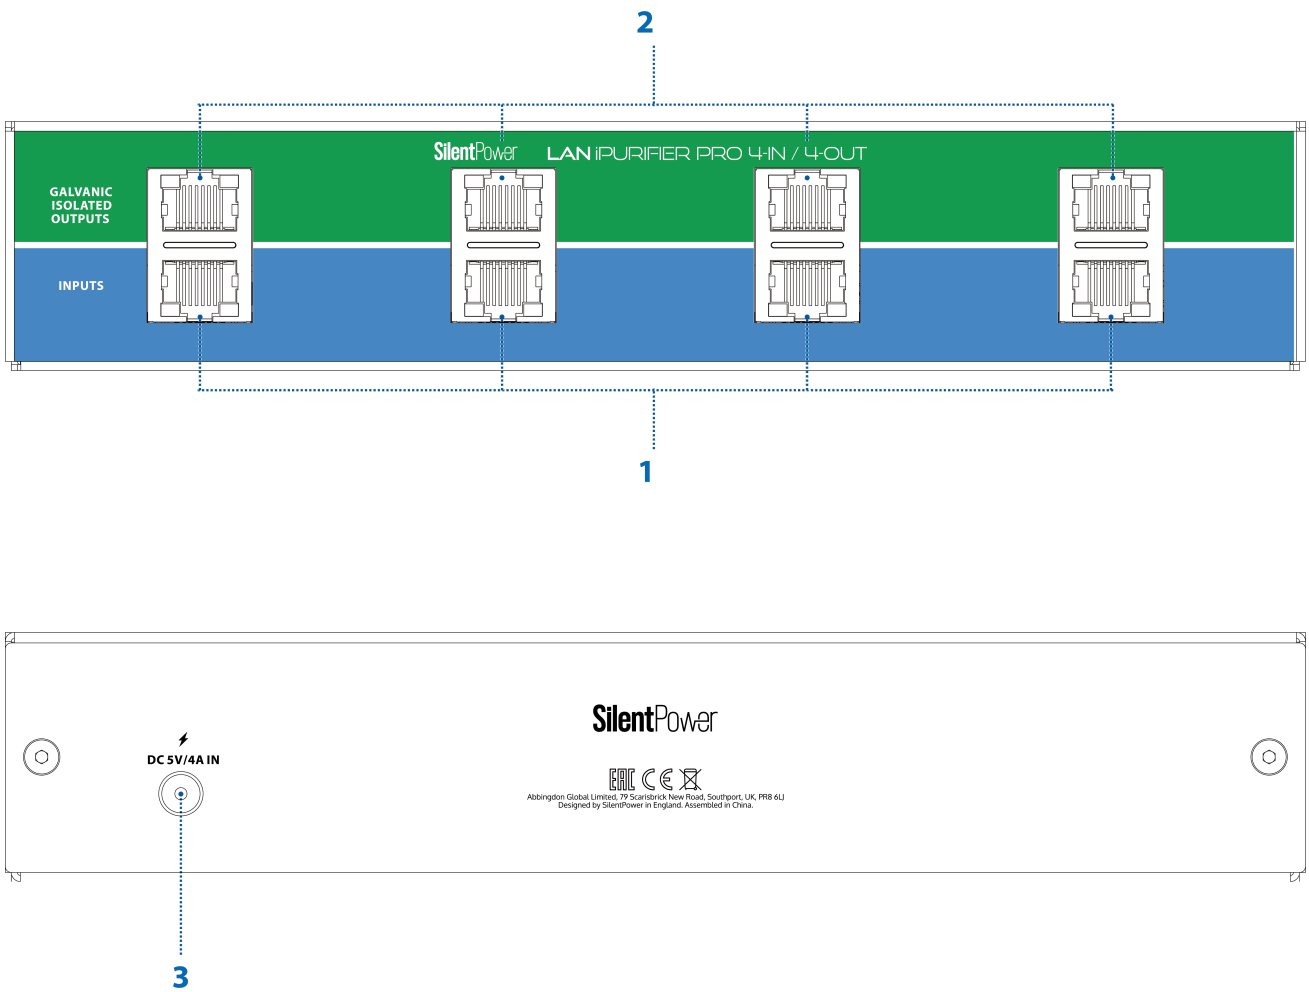 2
SilentPower LAN iPURIFIER PRO 4-IN / 4-OUT
GALVANIC
ISOLATED
OUTPUTS
INPUTS
1
SilentPower
DC 5V/4A IN
EAC CE
Abbingdon Global Limited, 79 Scarisbrick New Road, Southport, UK, PR8 6LJ
Designed by SilentPower in England. Assembled in China.
3